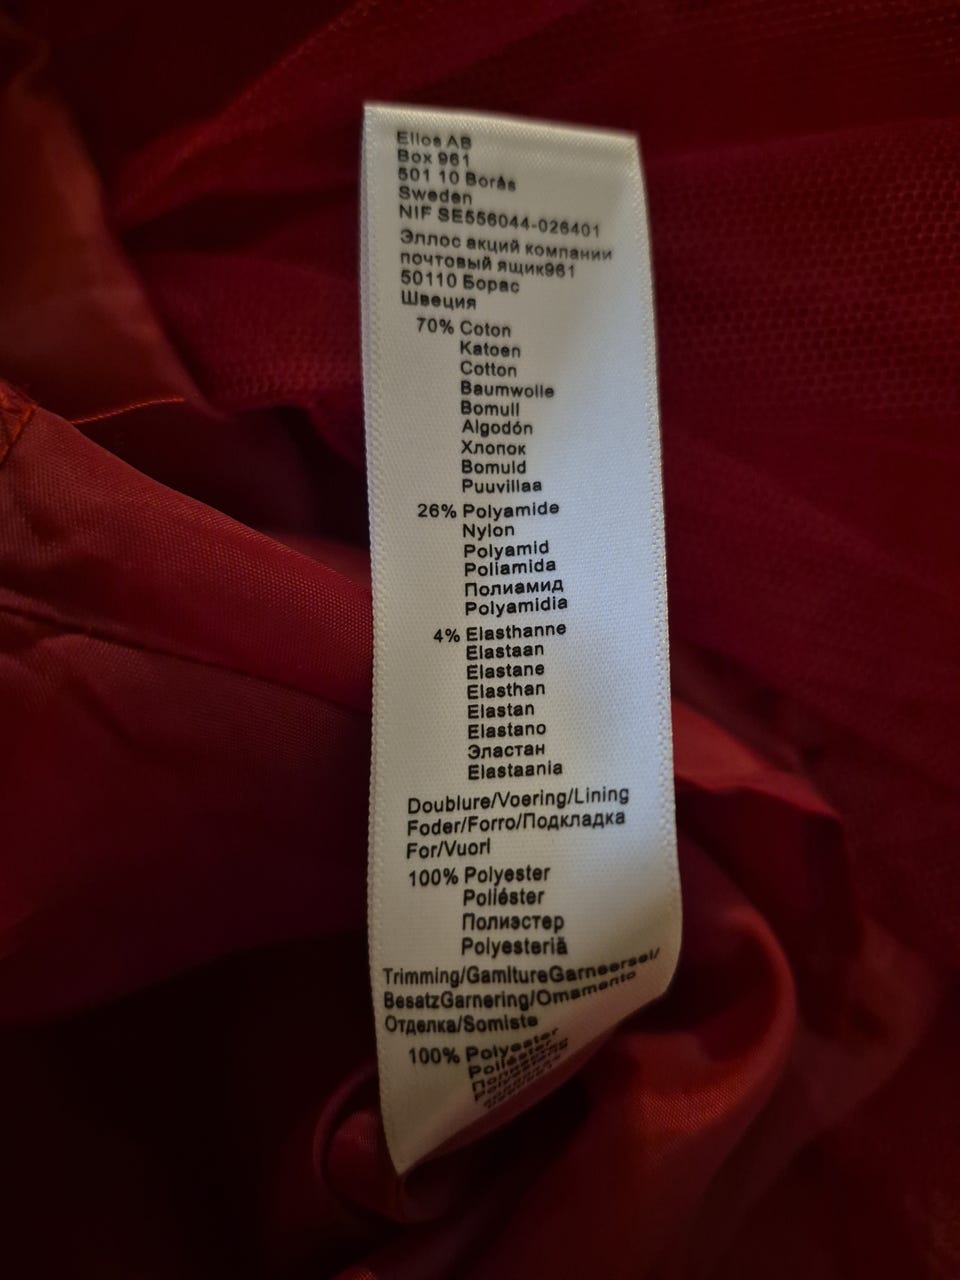 Ellos AB
Box 961
501 10 Borås
Sweden
NIF SE556044-026401
Эллос акций компании
почтовый ящик961
50110 Борас
Швеция
70% Coton
Katoen
Cotton
Baumwolle
Bomull
Algodón
Хлопок
Bomuld
Puuvillaa
26% Polyamide
Nylon
Polyamid
Poliamida
Полиамид
Polyamidia
4% Elasthanne
Elastaan
Elastane
Elasthan
Elastan
Elastano
Эластан
Elastaania
Doublure/Voering/Lining
Foder/Forro/Подкладка
For/Vuori
100% Polyester
Poliéster
Полиэстер
Polyesteriä
Trimming/GarnitureGarneersel/
BesatzGarnering/Ornamento
Отделка/Somiste
100% Polyester
Poliéster